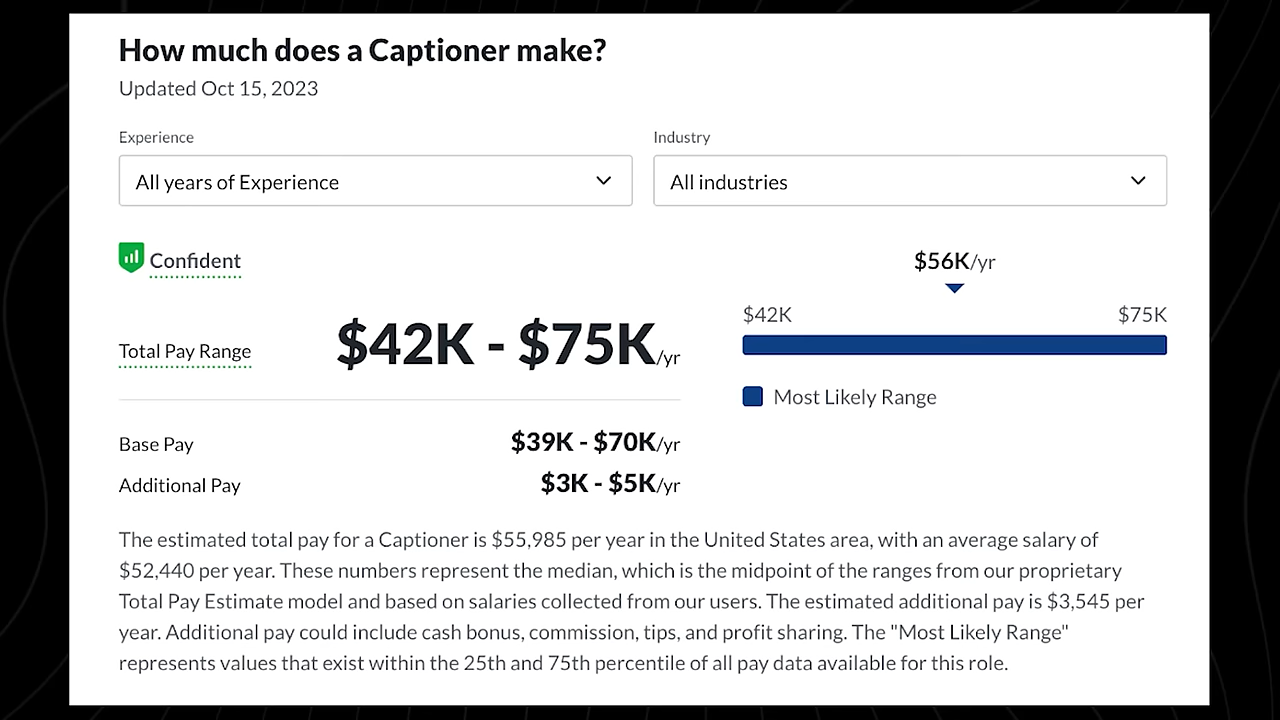 How much does a Captioner make?
Updated Oct 15, 2023
Experience
Industry
All years of Experience
All industries
Confident
$56K/yr
$42K
$75K
Total Pay Range
$42K - $75K/yr
Most Likely Range
Base Pay
$39K - $70K/yr
Additional Pay
$3K - $5K/yr
The estimated total pay for a Captioner is $55,985 per year in the United States area, with an average salary of
$52,440 per year. These numbers represent the median, which is the midpoint of the ranges from our proprietary
Total Pay Estimate model and based on salaries collected from our users. The estimated additional pay is $3,545 per
year. Additional pay could include cash bonus, commission, tips, and profit sharing. The "Most Likely Range"
represents values that exist within the 25th and 75th percentile of all pay data available for this role.